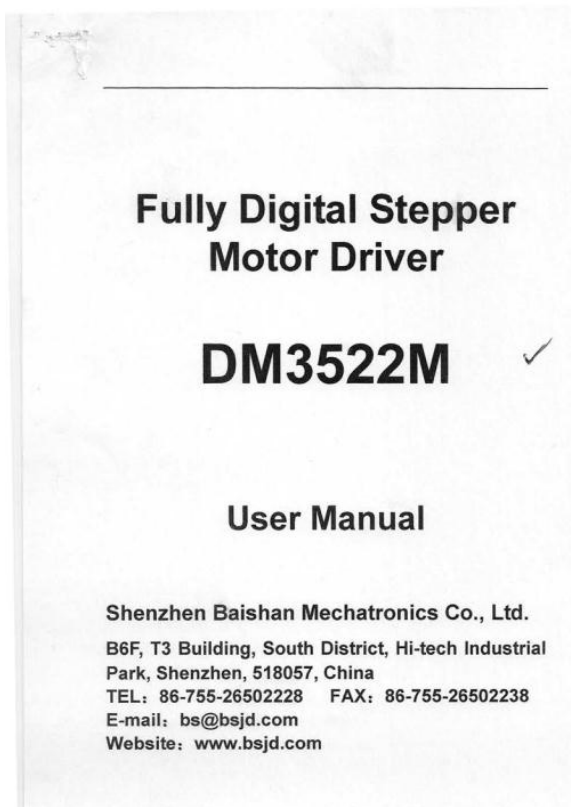 Fully Digital Stepper
Motor Driver
DM3522M
User Manual
Shenzhen Baishan Mechatronics Co., Ltd.
B6F, T3 Building, South District, Hi-tech Industrial
Park, Shenzhen, 518057, China
TEL：86-755-26502228 FAX：86-755-26502238
E-mail：bs@bsjd.com
Website：www.bsjd.com